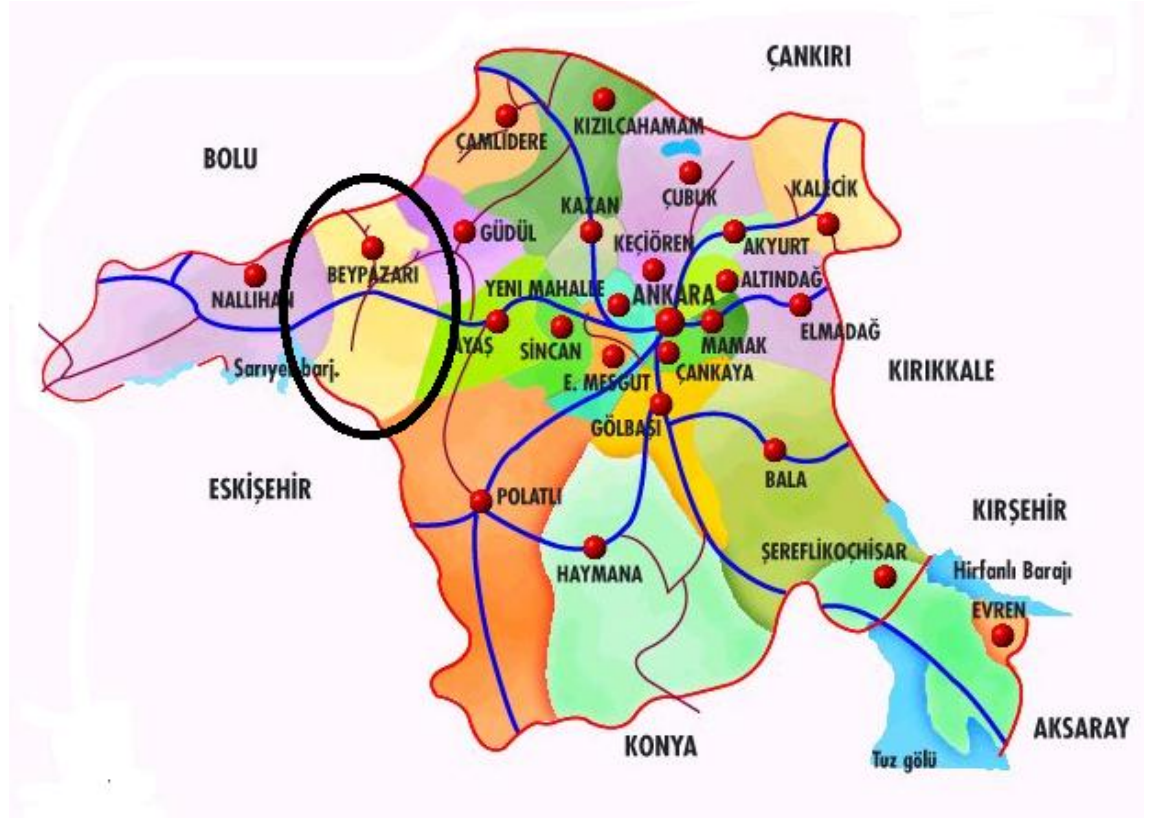 ÇANKIRI
KIZILCAHAMAM
ÇAMLIDERE
BOLU
ÇUBUK
KALECİK
KAZAN
GÜDÜL
KEÇİÖREN
AKYURT
BEYPAZARI
NALLIHAN
YENI MAHALLE
ANKARA
ALTINDAĞ
ELMADAĞ
AYAŞ
SİNCAN
MAMAK
Sarıyer barj.
E. MESGUT
ÇANKAYA
KIRIKKALE
GÖLBAŞI
ESKİŞEHİR
POLATLI
BALA
KIRŞEHİR
HAYMANA
ŞEREFLİKOÇHİSAR
Hirfanlı Barajı
EVREN
KONYA
AKSARAY
Tuz gölü